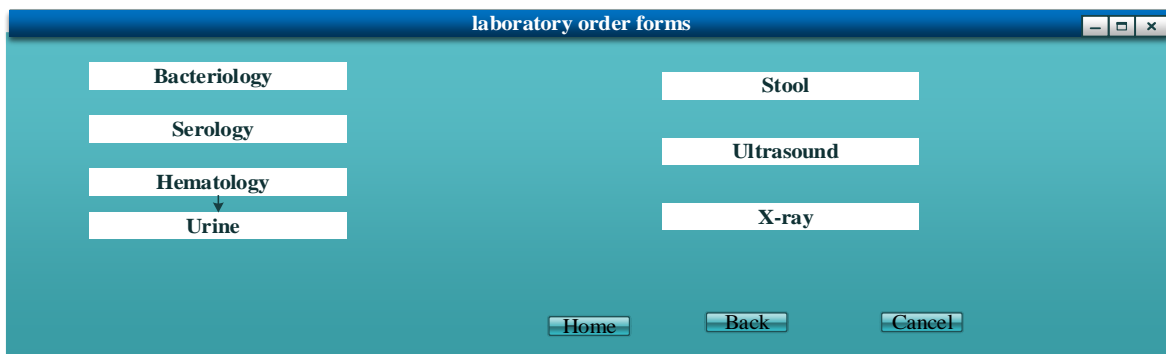 laboratory order forms
Bacteriology
Serology
Hematology
Urine
Stool
Ultrasound
X-ray
Home
Back
Cancel